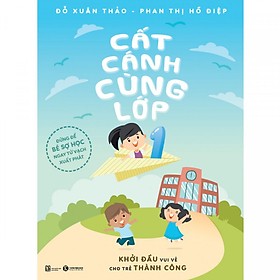 ĐỖ XUÂN THẢO - PHAN THỊ HỒ ĐIỆP
CẤT
CÁNH
CÙNG
LỚP
1
ĐỪNG ĐỂ
BÉ SỢ HỌC
NGAY TỪ VẠCH
XUẤT PHÁT
KHỞI ĐẦU VUI VẺ
CHO TRẺ THÀNH CÔNG